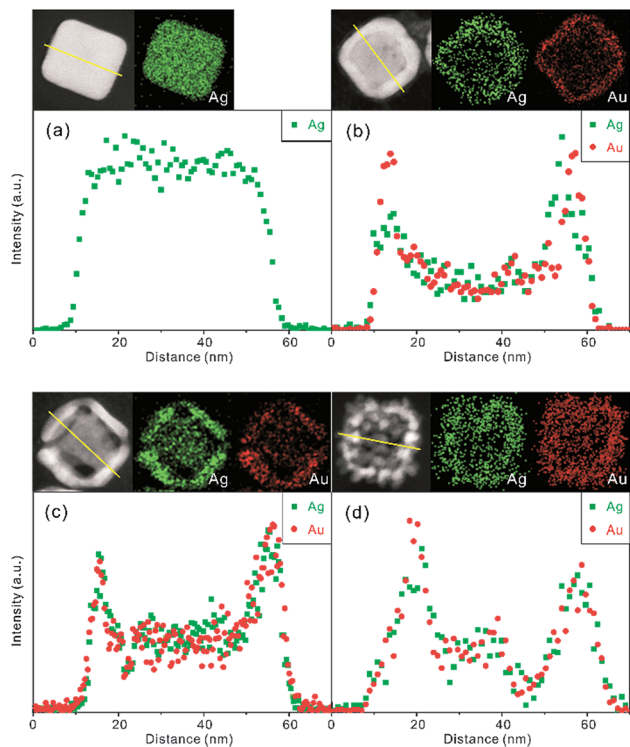 Ag
Ag
Au
(a)
Ag
(b)
Ag
Au
Intensity (a.u.)
0 20 40 60
0 20 40 60
Distance (nm)
Distance (nm)
Ag
Au
Ag
Au
(c)
Ag
Au
(d)
Ag
Au
Intensity (a.u.)
0 20 40 60
0 20 40 60
Distance (nm)
Distance (nm)